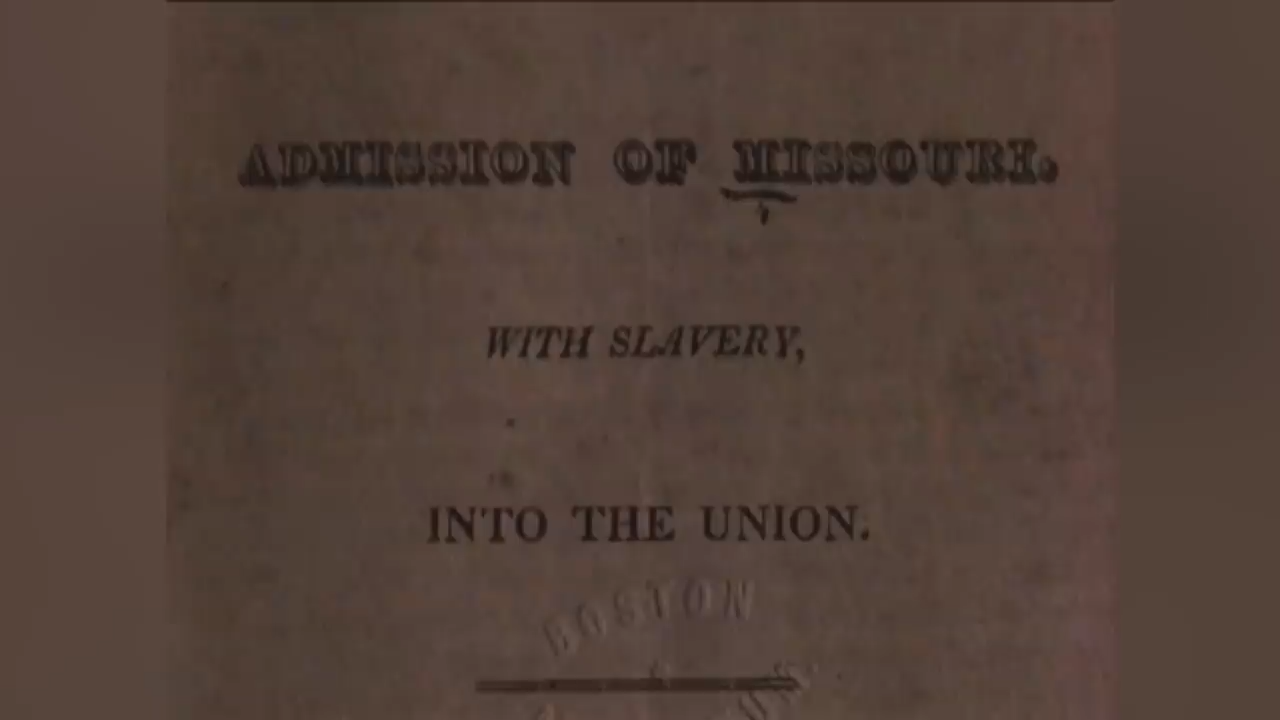 ADMISSION OF MISSOURI.
WITH SLAVERY,
INTO THE UNION.
BOSTON